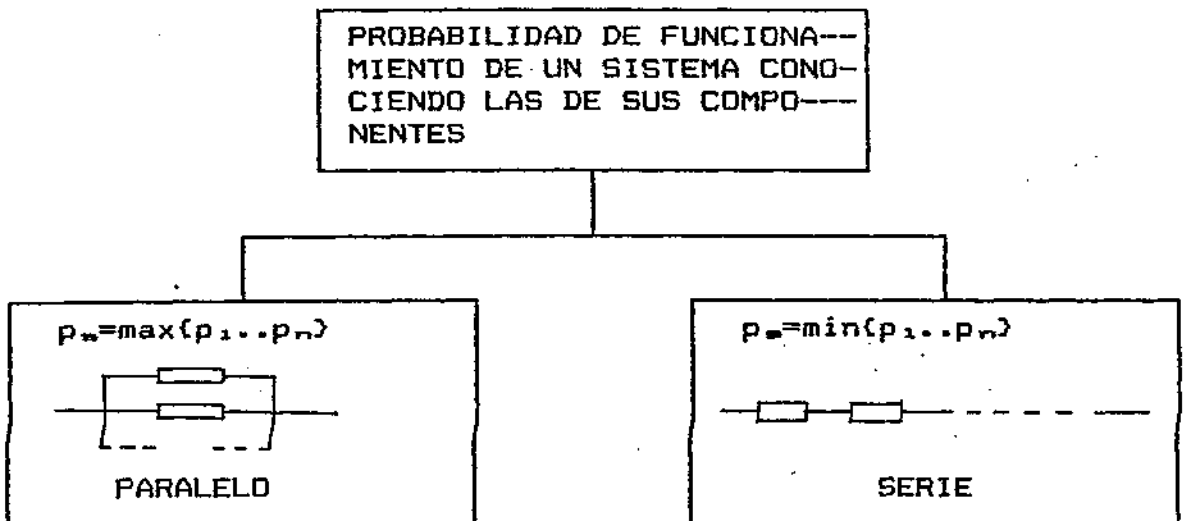 PROBABILIDAD DE FUNCIONA--
MIENTO DE UN SISTEMA CONO-
CIENDO LAS DE SUS COMPO---
NENTES
pₛ=max{p₁..pₙ}
PARALELO
pₛ=min{p₁..pₙ}
SERIE